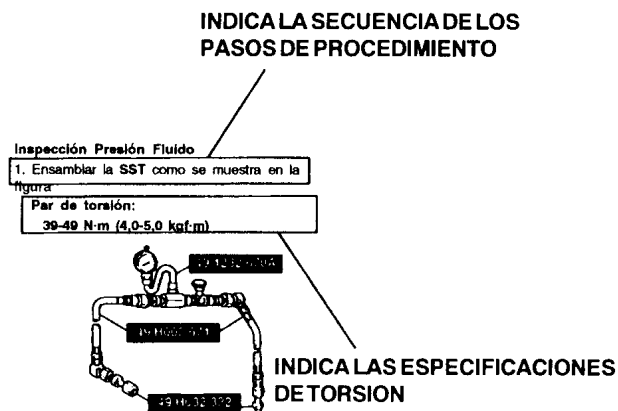 INDICA LA SECUENCIA DE LOS
PASOS DE PROCEDIMIENTO
Inspección Presión Fluído
1. Ensamblar la SST como se muestra en la
figura
Par de torsión:
39-49 N·m (4,0-5,0 kgf·m)
INDICA LAS ESPECIFICACIONES
DE TORSION